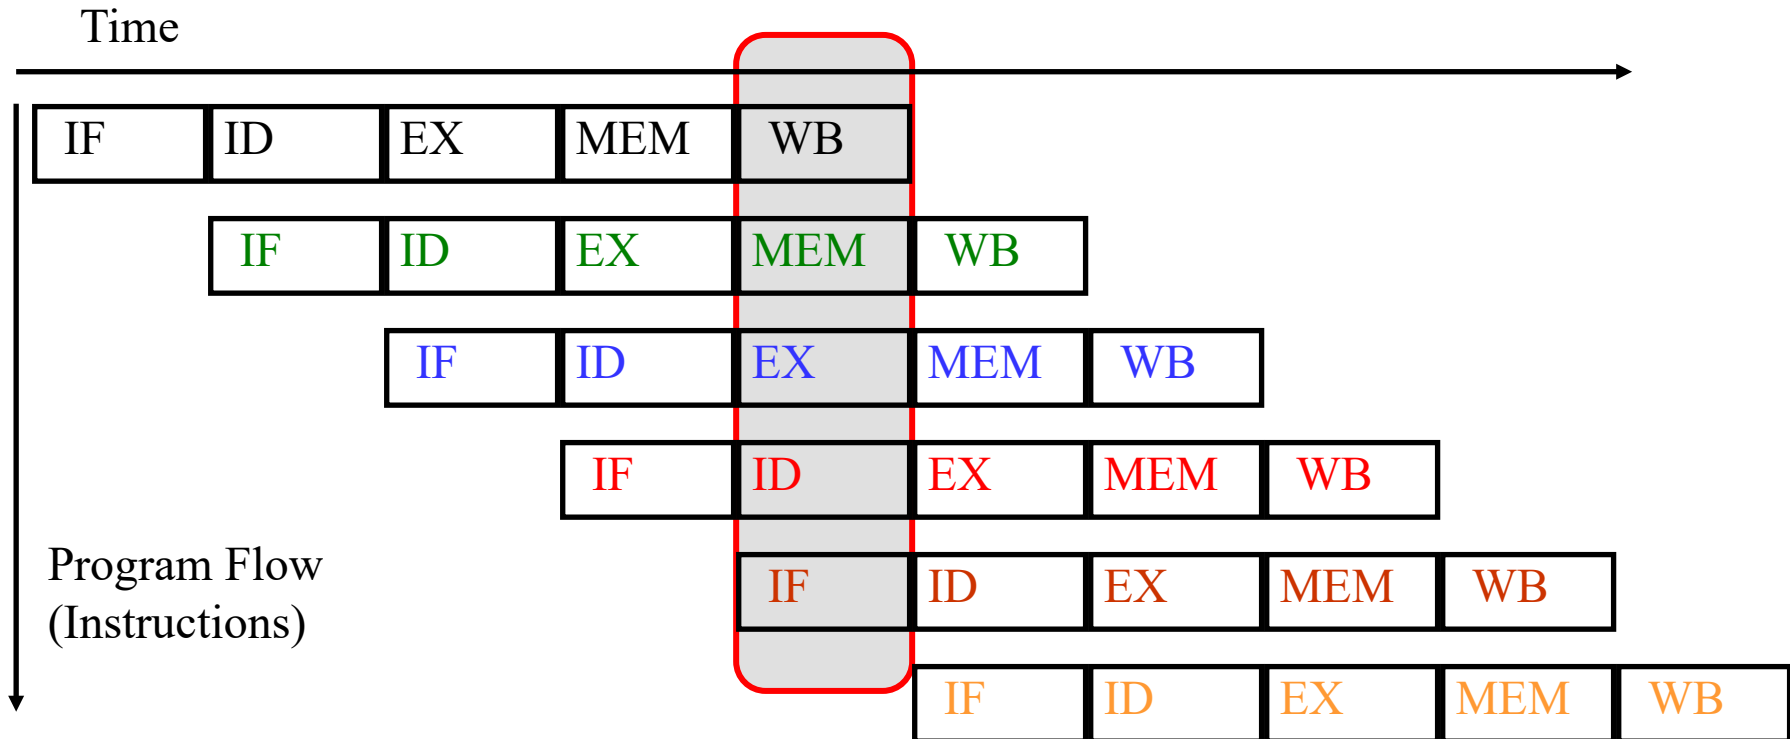 Time
IF ID EX MEM WB
IF ID EX MEM WB
IF ID EX MEM WB
IF ID EX MEM WB
Program Flow
(Instructions)
IF ID EX MEM WB
IF ID EX MEM WB